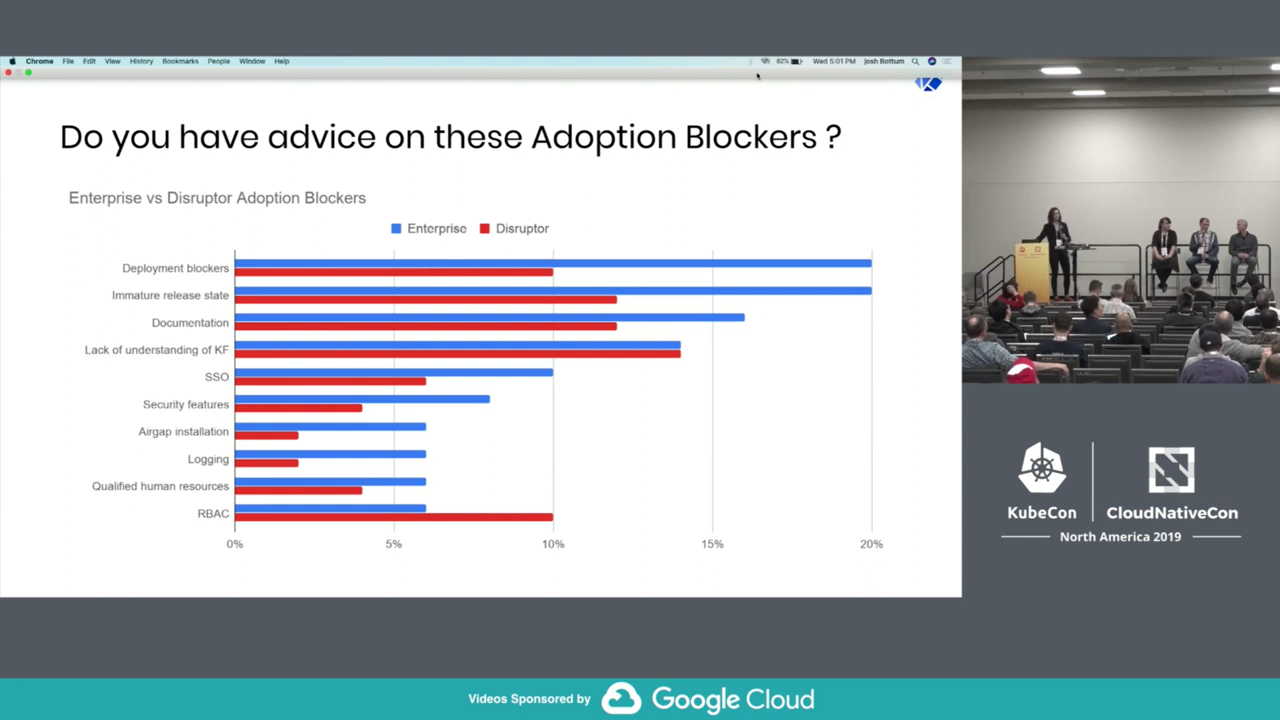 Chrome File Edit View History Bookmarks People Window Help
82% Wed 5:01 PM Josh Bottum
Do you have advice on these Adoption Blockers ?
Enterprise vs Disruptor Adoption Blockers
Enterprise Disruptor
Deployment blockers
Immature release state
Documentation
Lack of understanding of KF
SSO
Security features
Airgap installation
Logging
Qualified human resources
RBAC
0% 5% 10% 15% 20%
KubeCon CloudNativeCon
North America 2019
Videos Sponsored by Google Cloud